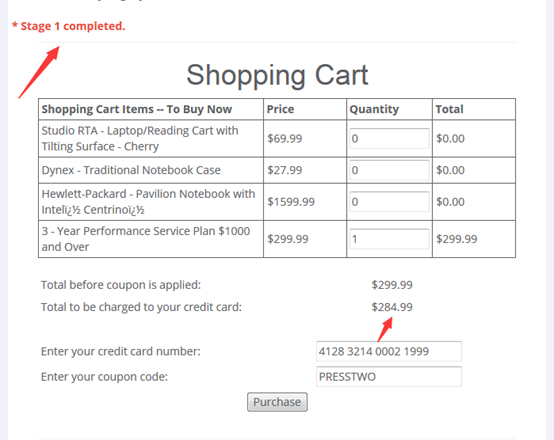 * Stage 1 completed.
Shopping Cart
Shopping Cart Items -- To Buy Now Price Quantity Total
Studio RTA - Laptop/Reading Cart with
Tilting Surface - Cherry
$69.99 0 $0.00
Dynex - Traditional Notebook Case $27.99 0 $0.00
Hewlett-Packard - Pavilion Notebook with
Intelï¿½ Centrinoï¿½
$1599.99 0 $0.00
3 - Year Performance Service Plan $1000
and Over
$299.99 1 $299.99
Total before coupon is applied: $299.99
Total to be charged to your credit card: $284.99
Enter your credit card number: 4128 3214 0002 1999
Enter your coupon code: PRESSTWO
Purchase